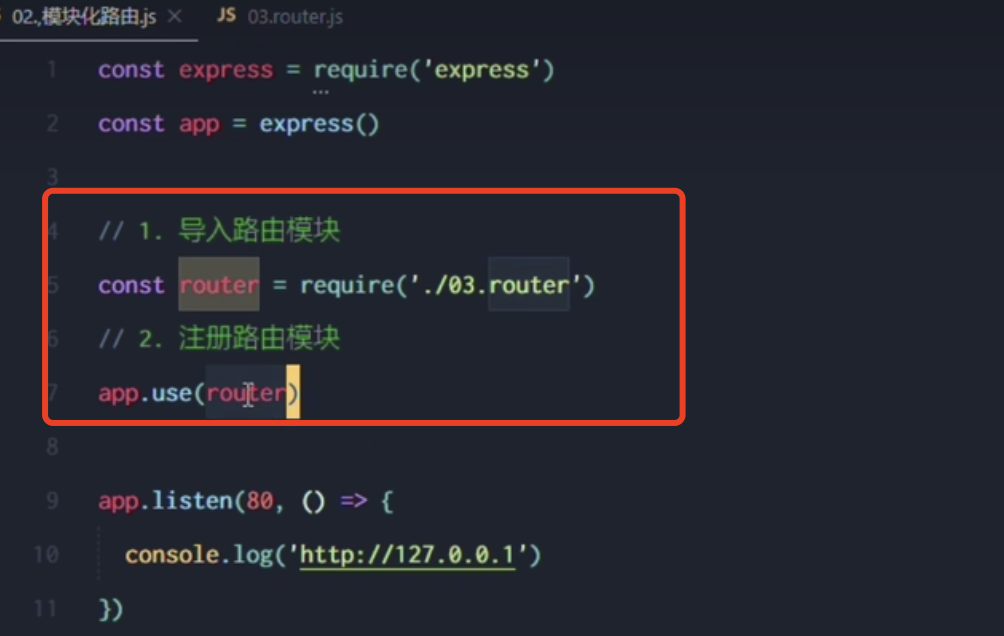 02.模块化路由.js × JS 03.router.js
1 const express = require('express')
2 const app = express()
3
4 // 1. 导入路由模块
5 const router = require('./03.router')
6 // 2. 注册路由模块
7 app.use(router)
8
9 app.listen(80, () => {
10 console.log('http://127.0.0.1')
11 })